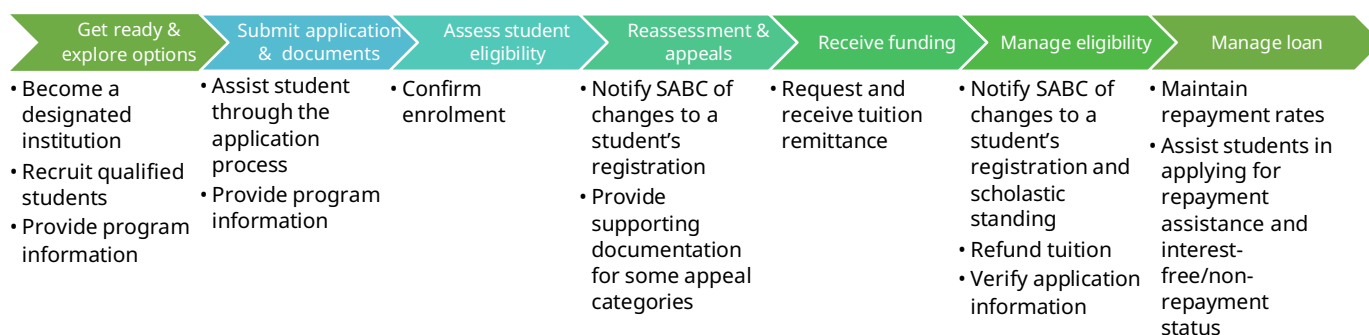 Get ready &
explore options
Submit application
& documents
Assess student
eligibility
Reassessment &
appeals
Receive funding
Manage eligibility
Manage loan
• Become a
designated
institution
• Recruit qualified
students
• Provide program
information
• Assist student
through the
application
process
• Provide program
information
• Confirm
enrolment
• Notify SABC of
changes to a
student’s
registration
• Provide
supporting
documentation
for some appeal
categories
• Request and
receive tuition
remittance
• Notify SABC of
changes to a
student’s
registration and
scholastic
standing
• Refund tuition
• Verify application
information
• Maintain
repayment rates
• Assist students in
applying for
repayment
assistance and
interest-
free/non-
repayment
status